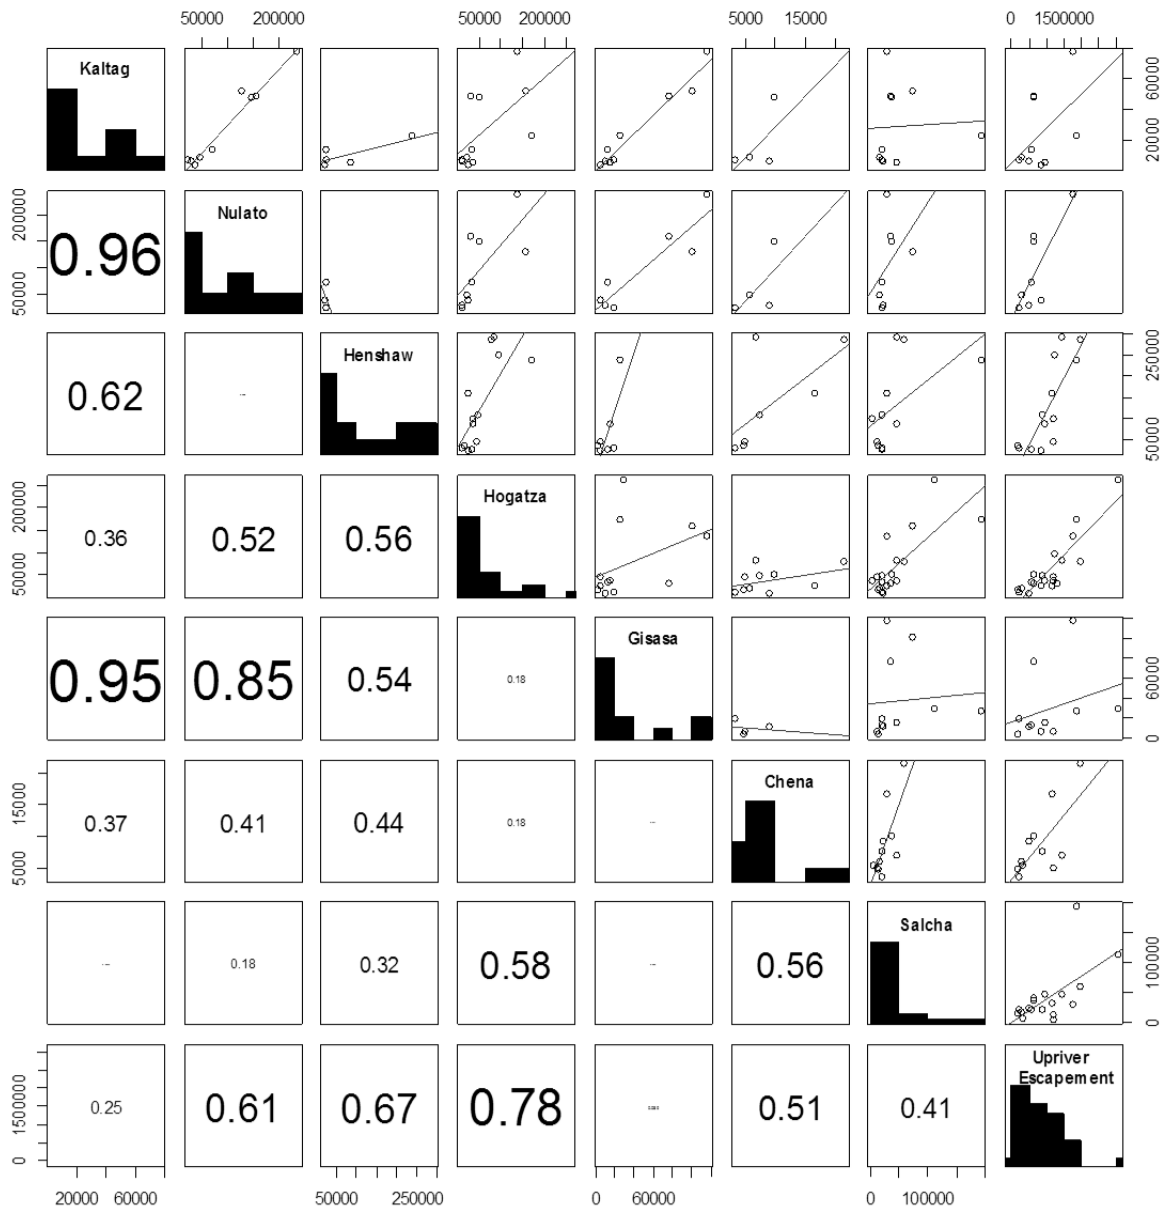 50000 200000 50000 200000 5000 15000 0 1500000
Kaltag
20000 60000
50000 200000
0.96
Nulato
0.62
Henshaw
50000 250000
50000 200000
0.36 0.52 0.56
Hogatza
0.95 0.85 0.54 0.18
Gisasa
0 60000
5000 15000
0.37 0.41 0.44 0.18
Chena
0.18 0.32 0.58 0.56
Salcha
0 100000
0 1500000
0.25 0.61 0.67 0.78 0.51 0.41
Upriver
Escapement
20000 60000 50000 250000 0 60000 0 100000